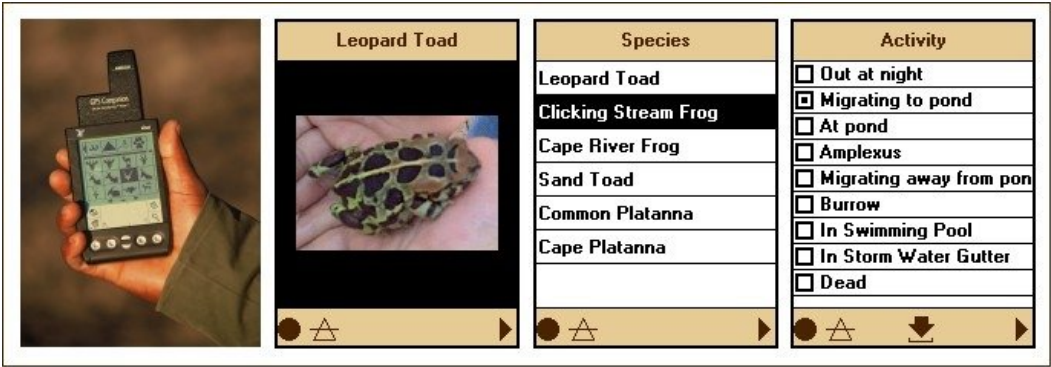 GPS Companion
Leopard Toad
Species
Leopard Toad
Clicking Stream Frog
Cape River Frog
Sand Toad
Common Platanna
Cape Platanna
Activity
Out at night
Migrating to pond
At pond
Amplexus
Migrating away from pon
Burrow
In Swimming Pool
In Storm Water Gutter
Dead